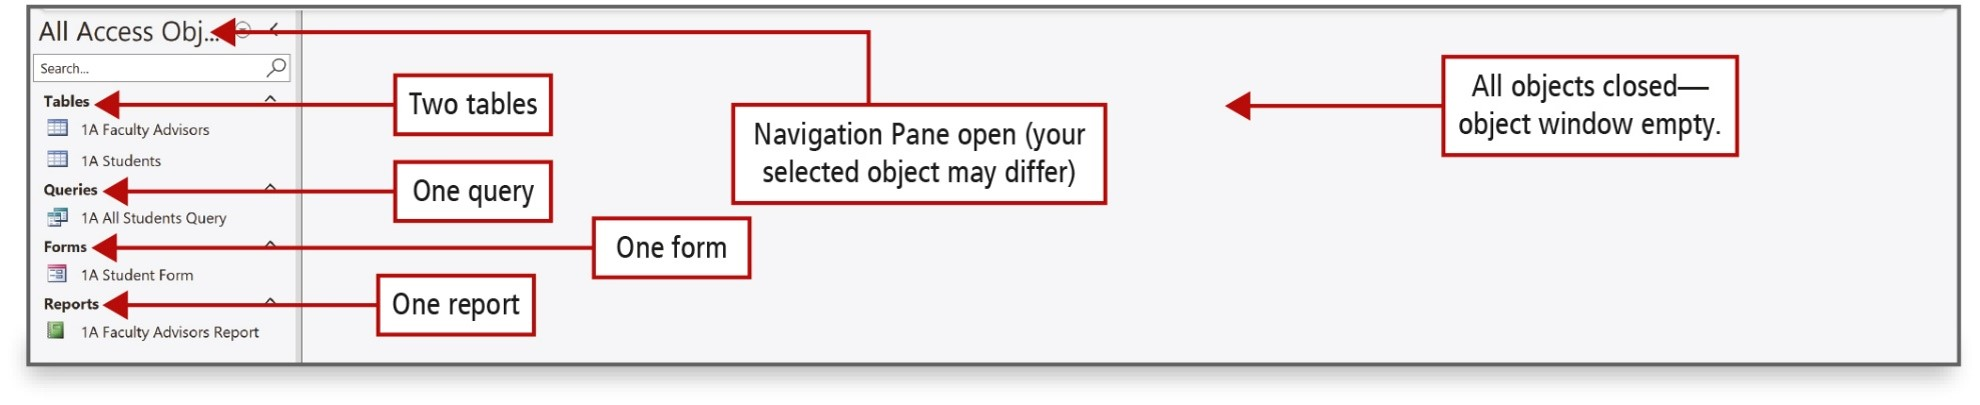 All Access Obj...
Search...
Tables
1A Faculty Advisors
1A Students
Queries
1A All Students Query
Forms
1A Student Form
Reports
1A Faculty Advisors Report
Two tables
One query
One form
One report
Navigation Pane open (your
selected object may differ)
All objects closed—
object window empty.